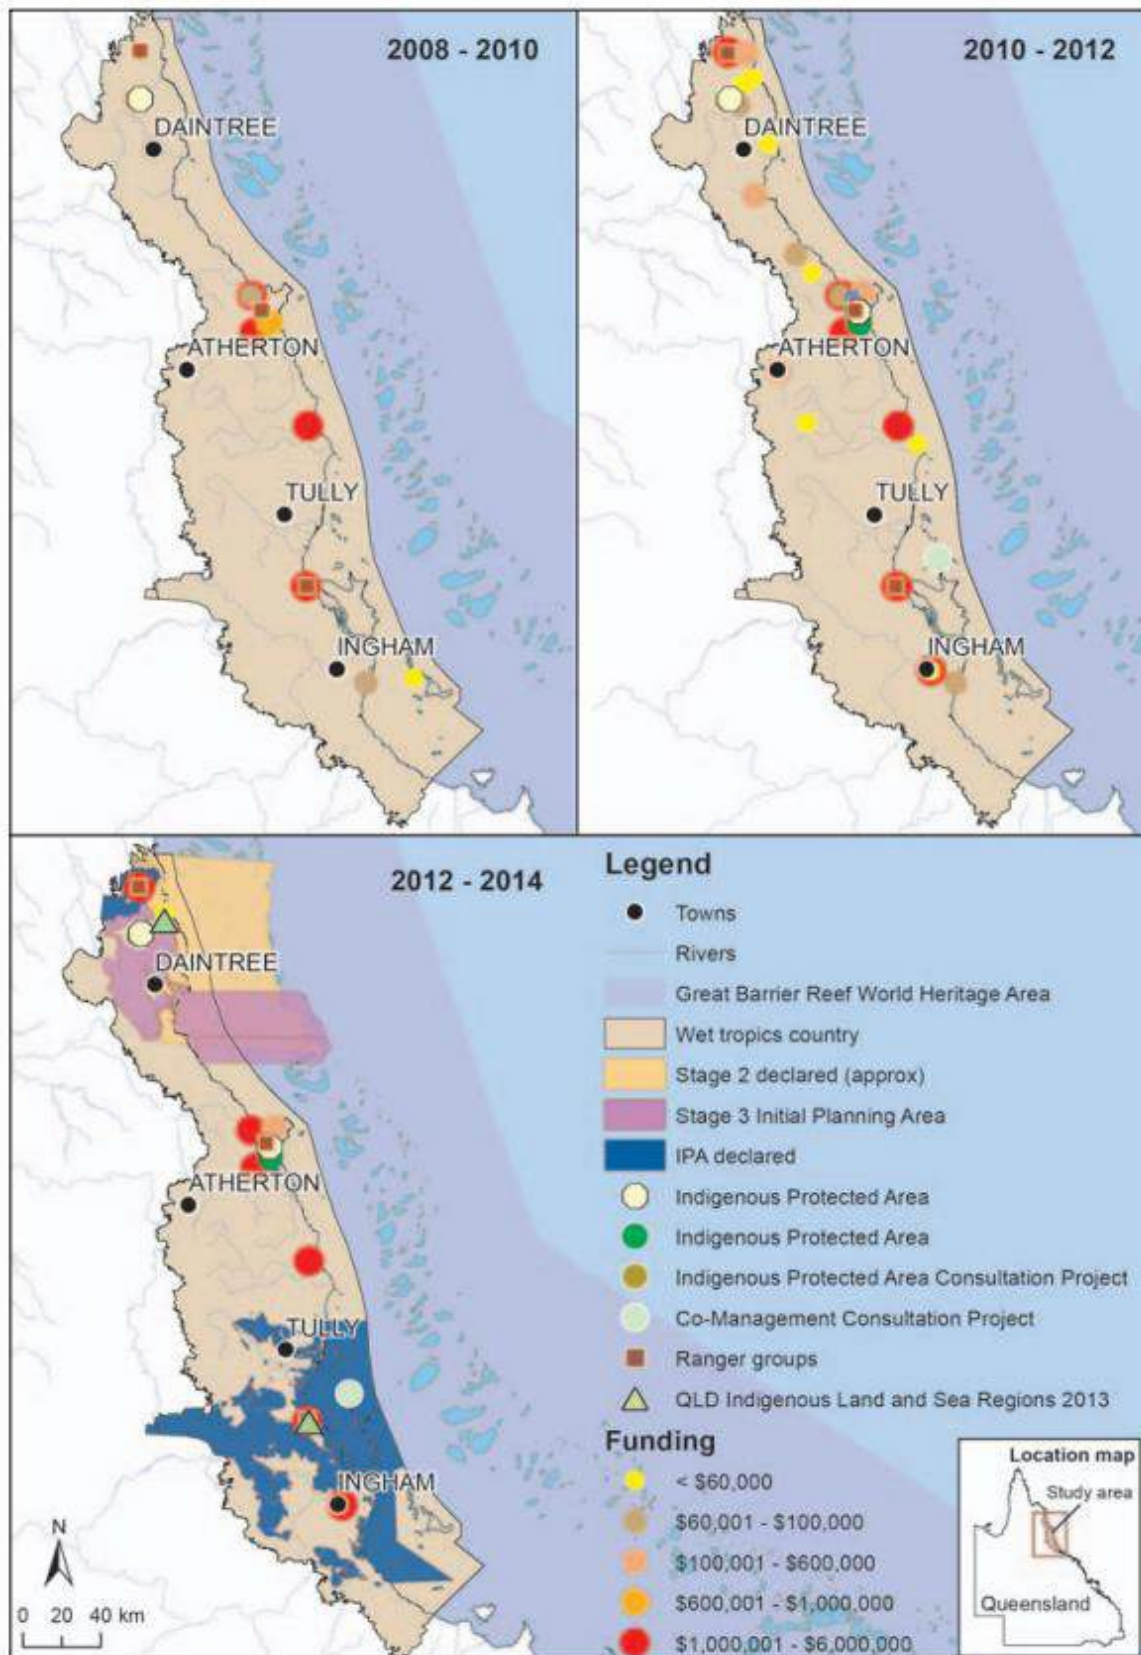 2008 - 2010
DAINTREE
ATHERTON
TULLY
INGHAM
2010 - 2012
DAINTREE
ATHERTON
TULLY
INGHAM
2012 - 2014
DAINTREE
ATHERTON
TULLY
INGHAM
N
0 20 40 km
Legend
Towns
Rivers
Great Barrier Reef World Heritage Area
Wet tropics country
Stage 2 declared (approx)
Stage 3 Initial Planning Area
IPA declared
Indigenous Protected Area
Indigenous Protected Area
Indigenous Protected Area Consultation Project
Co-Management Consultation Project
Ranger groups
QLD Indigenous Land and Sea Regions 2013
Funding
< $60,000
$60,001 - $100,000
$100,001 - $600,000
$600,001 - $1,000,000
$1,000,001 - $6,000,000
Location map
Study area
Queensland